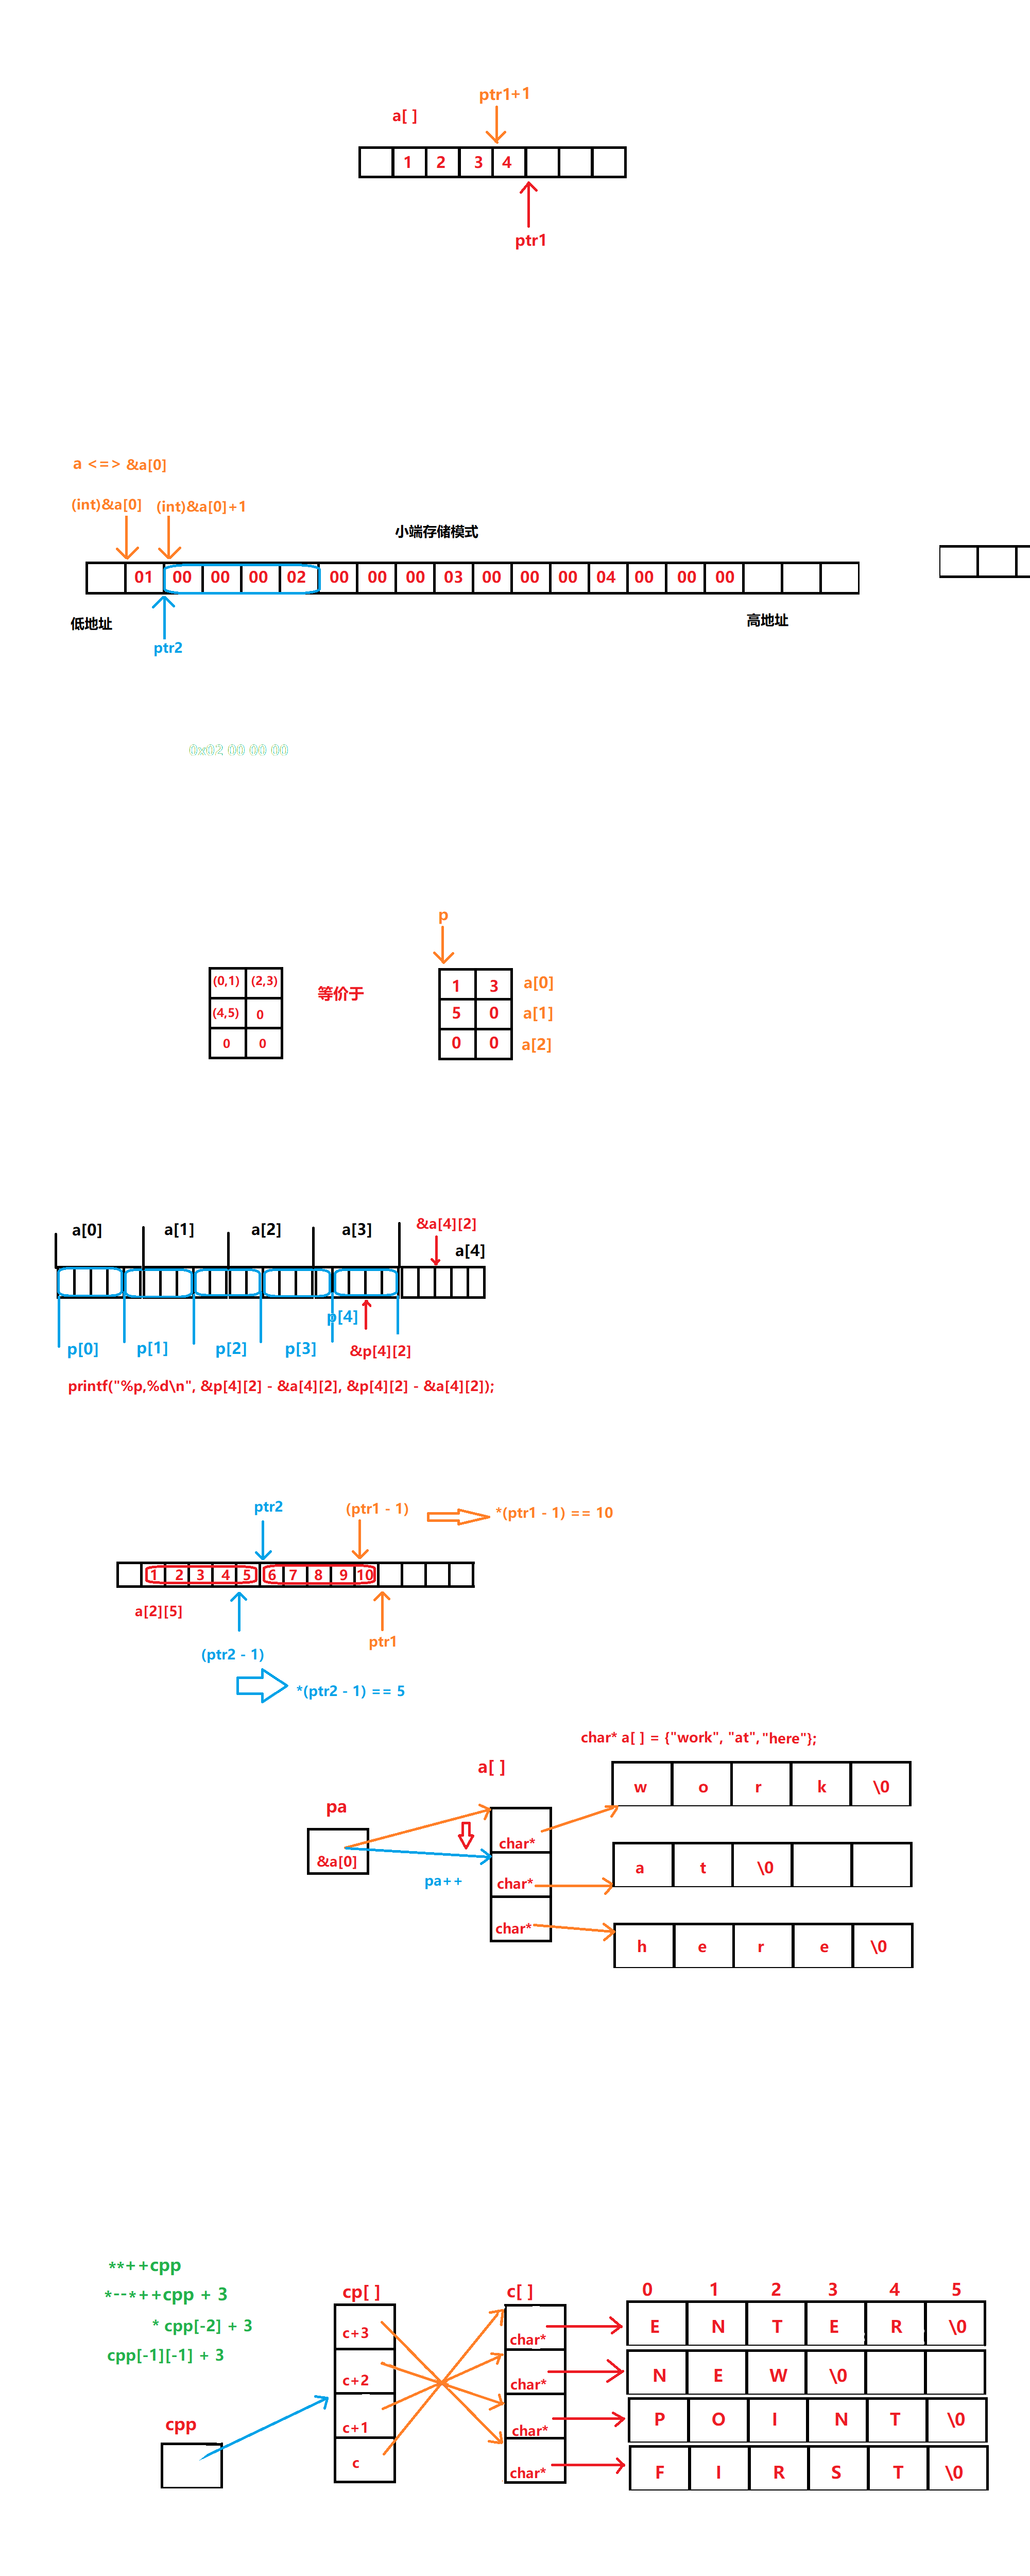 ptr1+1
a[ ]
1 2 3 4
ptr1
a <=> &a[0]
(int)&a[0] (int)&a[0]+1
小端存储模式
01 00 00 00 02 00 00 00 03 00 00 00 04 00 00 00
低地址 高地址
ptr2
0x02 00 00 00
p
(0,1) (2,3) 等价于 1 3 a[0]
(4,5) 0 5 0 a[1]
0 0 0 0 a[2]
a[0] a[1] a[2] a[3] &a[4][2]
a[4]
p[4]
p[0] p[1] p[2] p[3] &p[4][2]
printf("%p,%d\n", &p[4][2] - &a[4][2], &p[4][2] - &a[4][2]);
ptr2 (ptr1 - 1) *(ptr1 - 1) == 10
1 2 3 4 5 6 7 8 9 10
a[2][5]
(ptr2 - 1) ptr1
*(ptr2 - 1) == 5
char* a[ ] = {"work", "at","here"};
a[ ]
w o r k \0
pa
&a[0] char*
pa++ char* a t \0
char* h e r e \0
**++cpp
*--*++cpp + 3
* cpp[-2] + 3
cpp[-1][-1] + 3
cpp
cp[ ] c[ ] 0 1 2 3 4 5
c+3 char* E N T E R \0
c+2 char* N E W \0
c+1 char* P O I N T \0
c char* F I R S T \0